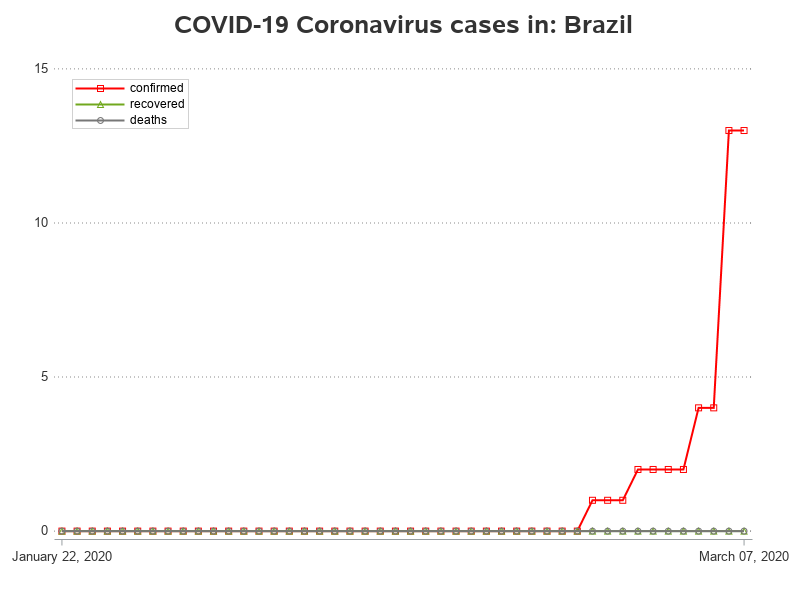 COVID-19 Coronavirus cases in: Brazil
15
confirmed
recovered
deaths
10
5
0
January 22, 2020
March 07, 2020